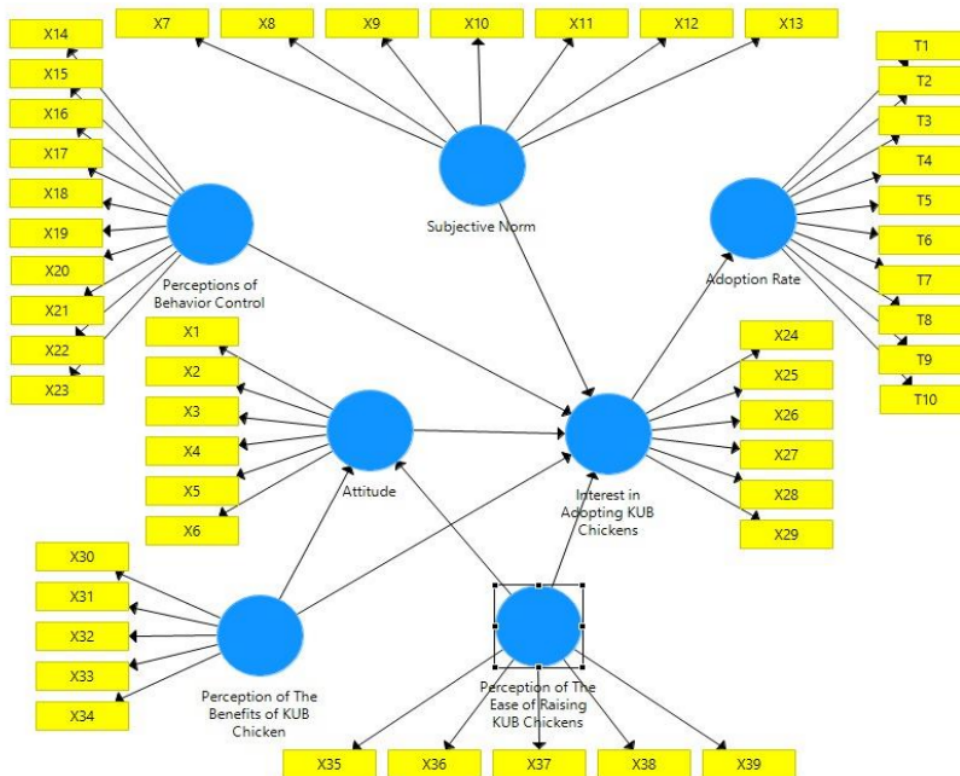 X7
X8
X9
X10
X11
X12
X13
X14
X15
X16
X17
X18
X19
X20
X21
X22
X23
T1
T2
T3
T4
T5
T6
T7
T8
T9
T10
Subjective Norm
Perceptions of
Behavior Control
Adoption Rate
X1
X2
X3
X4
X5
X6
Attitude
Interest in
Adopting KUB
Chickens
X24
X25
X26
X27
X28
X29
X30
X31
X32
X33
X34
Perception of The
Benefits of KUB
Chicken
Perception of The
Ease of Raising
KUB Chickens
X35
X36
X37
X38
X39